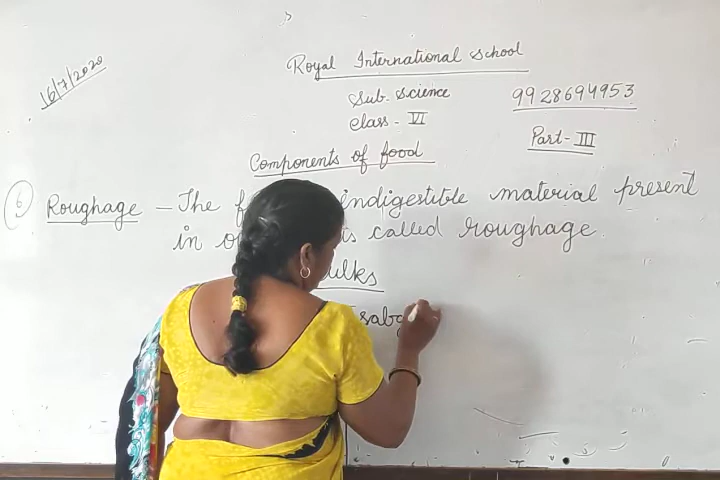 16/7/2020
Royal International School
Sub. Science
Class - VI
9928694953
Part - III
Components of food
6 Roughage - The indigestible material present
in called roughage.